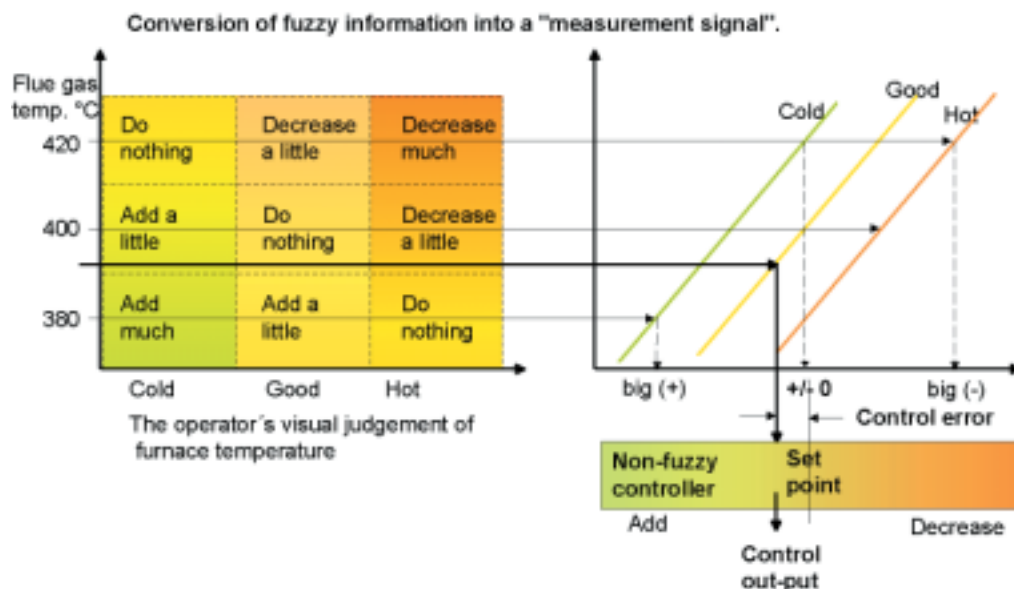 Conversion of fuzzy information into a "measurement signal".
Flue gas
temp. °C
420
400
380
Do
nothing
Decrease
a little
Decrease
much
Add a
little
Do
nothing
Decrease
a little
Add
much
Add a
little
Do
nothing
Cold
Good
Hot
The operator´s visual judgement of
furnace temperature
Cold
Good
Hot
big (+)
+/- 0
big (-)
Control error
Non-fuzzy
controller
Set
point
Add
Decrease
Control
out-put